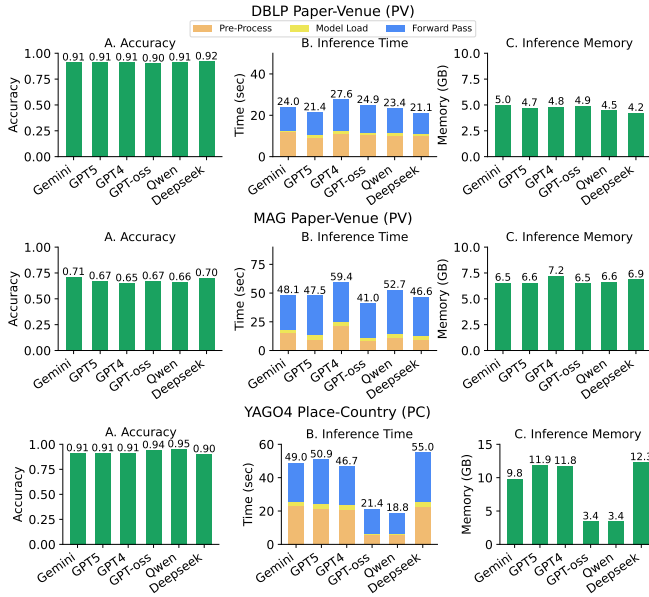 DBLP Paper-Venue (PV)
Pre-Process Model Load Forward Pass
A. Accuracy
Accuracy
1.00
0.75
0.50
0.25
0.00
0.91 0.91 0.91 0.90 0.91 0.92
Gemini GPT5 GPT4 GPT-oss Qwen Deepseek
B. Inference Time
Time (sec)
40
20
0
24.0 21.4 27.6 24.9 23.4 21.1
Gemini GPT5 GPT4 GPT-oss Qwen Deepseek
C. Inference Memory
Memory (GB)
10.0
7.5
5.0
2.5
0.0
5.0 4.7 4.8 4.9 4.5 4.2
Gemini GPT5 GPT4 GPT-oss Qwen Deepseek
MAG Paper-Venue (PV)
A. Accuracy
Accuracy
1.00
0.75
0.50
0.25
0.00
0.71 0.67 0.65 0.67 0.66 0.70
Gemini GPT5 GPT4 GPT-oss Qwen Deepseek
B. Inference Time
Time (sec)
75
50
25
0
48.1 47.5 59.4 41.0 52.7 46.6
Gemini GPT5 GPT4 GPT-oss Qwen Deepseek
C. Inference Memory
Memory (GB)
10.0
7.5
5.0
2.5
0.0
6.5 6.6 7.2 6.5 6.6 6.9
Gemini GPT5 GPT4 GPT-oss Qwen Deepseek
YAGO4 Place-Country (PC)
A. Accuracy
Accuracy
1.00
0.75
0.50
0.25
0.00
0.91 0.91 0.91 0.94 0.95 0.90
Gemini GPT5 GPT4 GPT-oss Qwen Deepseek
B. Inference Time
Time (sec)
60
40
20
0
49.0 50.9 46.7 21.4 18.8 55.0
Gemini GPT5 GPT4 GPT-oss Qwen Deepseek
C. Inference Memory
Memory (GB)
15
10
5
0
9.8 11.9 11.8 3.4 3.4 12.3
Gemini GPT5 GPT4 GPT-oss Qwen Deepseek